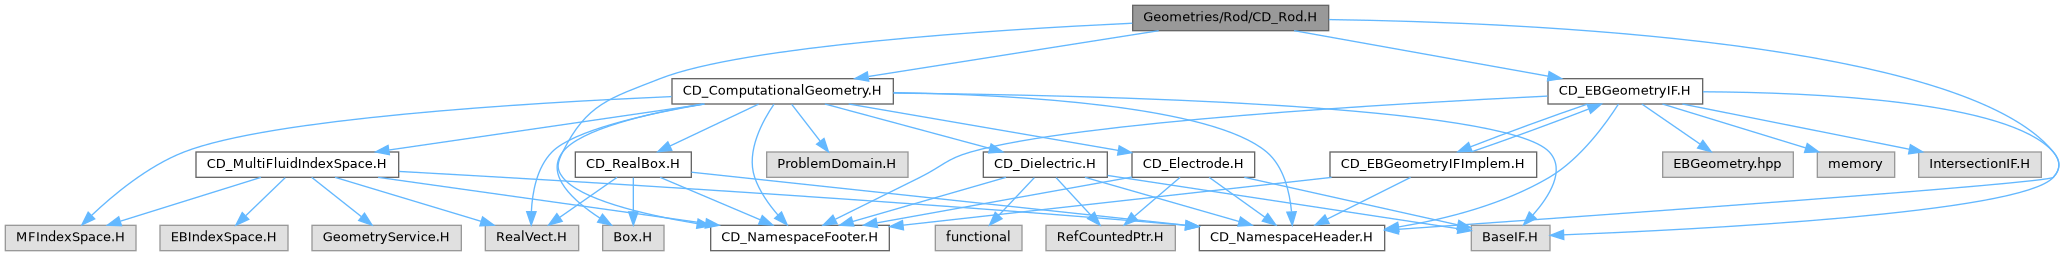 Geometries/Rod/CD_Rod.H
CD_ComputationalGeometry.H
CD_EBGeometryIF.H
CD_MultiFluidIndexSpace.H
CD_RealBox.H
ProblemDomain.H
CD_Dielectric.H
CD_Electrode.H
CD_EBGeometryIFImplem.H
EBGeometry.hpp
memory
IntersectionIF.H
MFIndexSpace.H
EBIndexSpace.H
GeometryService.H
RealVect.H
Box.H
CD_NamespaceFooter.H
functional
RefCountedPtr.H
CD_NamespaceHeader.H
BaseIF.H